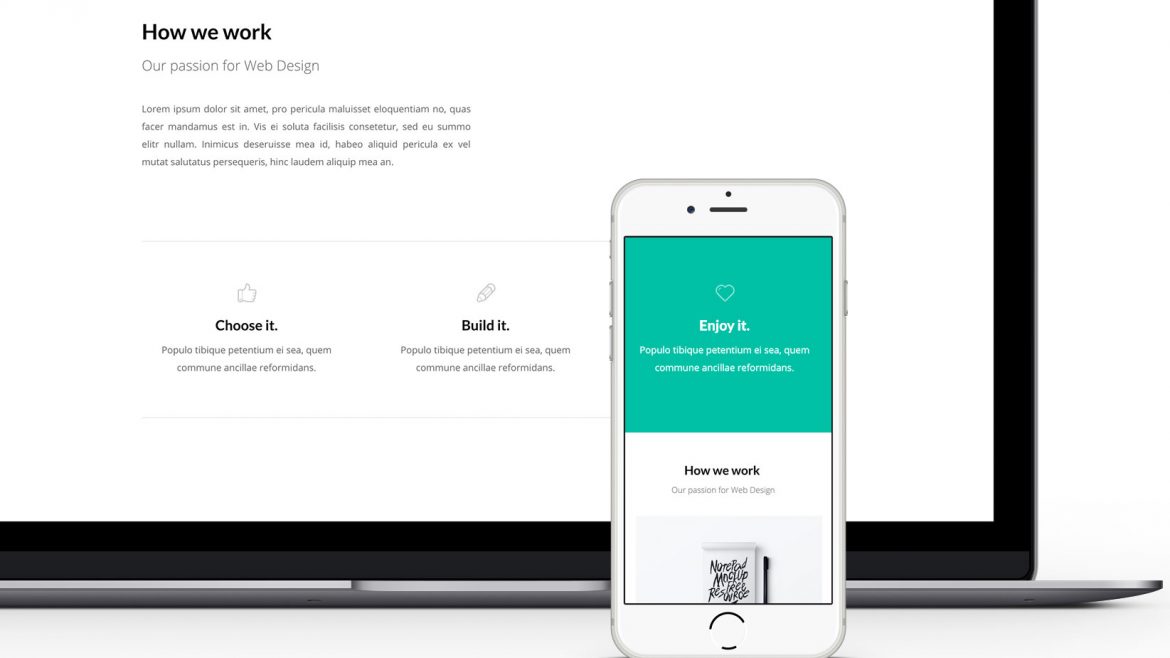 How we work
Our passion for Web Design
Lorem ipsum dolor sit amet, pro pericula maluisset eloquentiam no, quas
facer mandamus est in. Vis ei soluta facilisis consetetur, sed eu summo
elitr nullam. Inimicus deseruisse mea id, habeo aliquid pericula ex vel
mutat salutatus persequeris, hinc laudem aliquip mea an.
Choose it.
Populo tibique petentium ei sea, quem
commune ancillae reformidans.
Build it.
Populo tibique petentium ei sea, quem
commune ancillae reformidans.
Enjoy it.
Populo tibique petentium ei sea, quem
commune ancillae reformidans.
How we work
Our passion for Web Design
NotePad
Mockup
Free